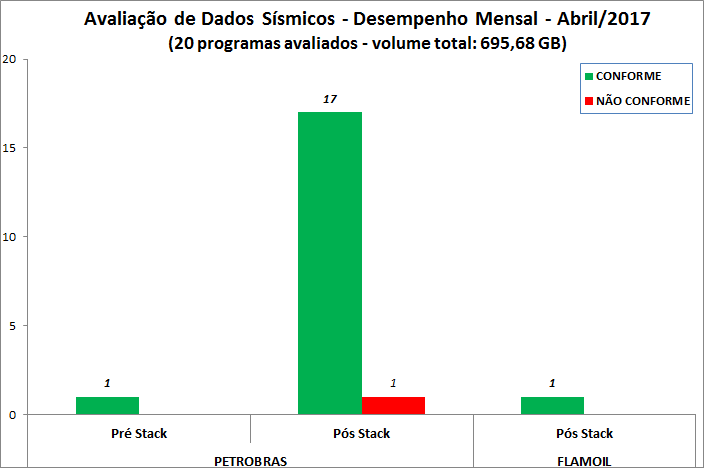 Avaliação de Dados Sísmicos - Desempenho Mensal - Abril/2017
(20 programas avaliados - volume total: 695,68 GB)
20
CONFORME
NÃO CONFORME
17
15
10
5
1
1
1
0
Pré Stack
Pós Stack
Pós Stack
PETROBRAS
FLAMOIL